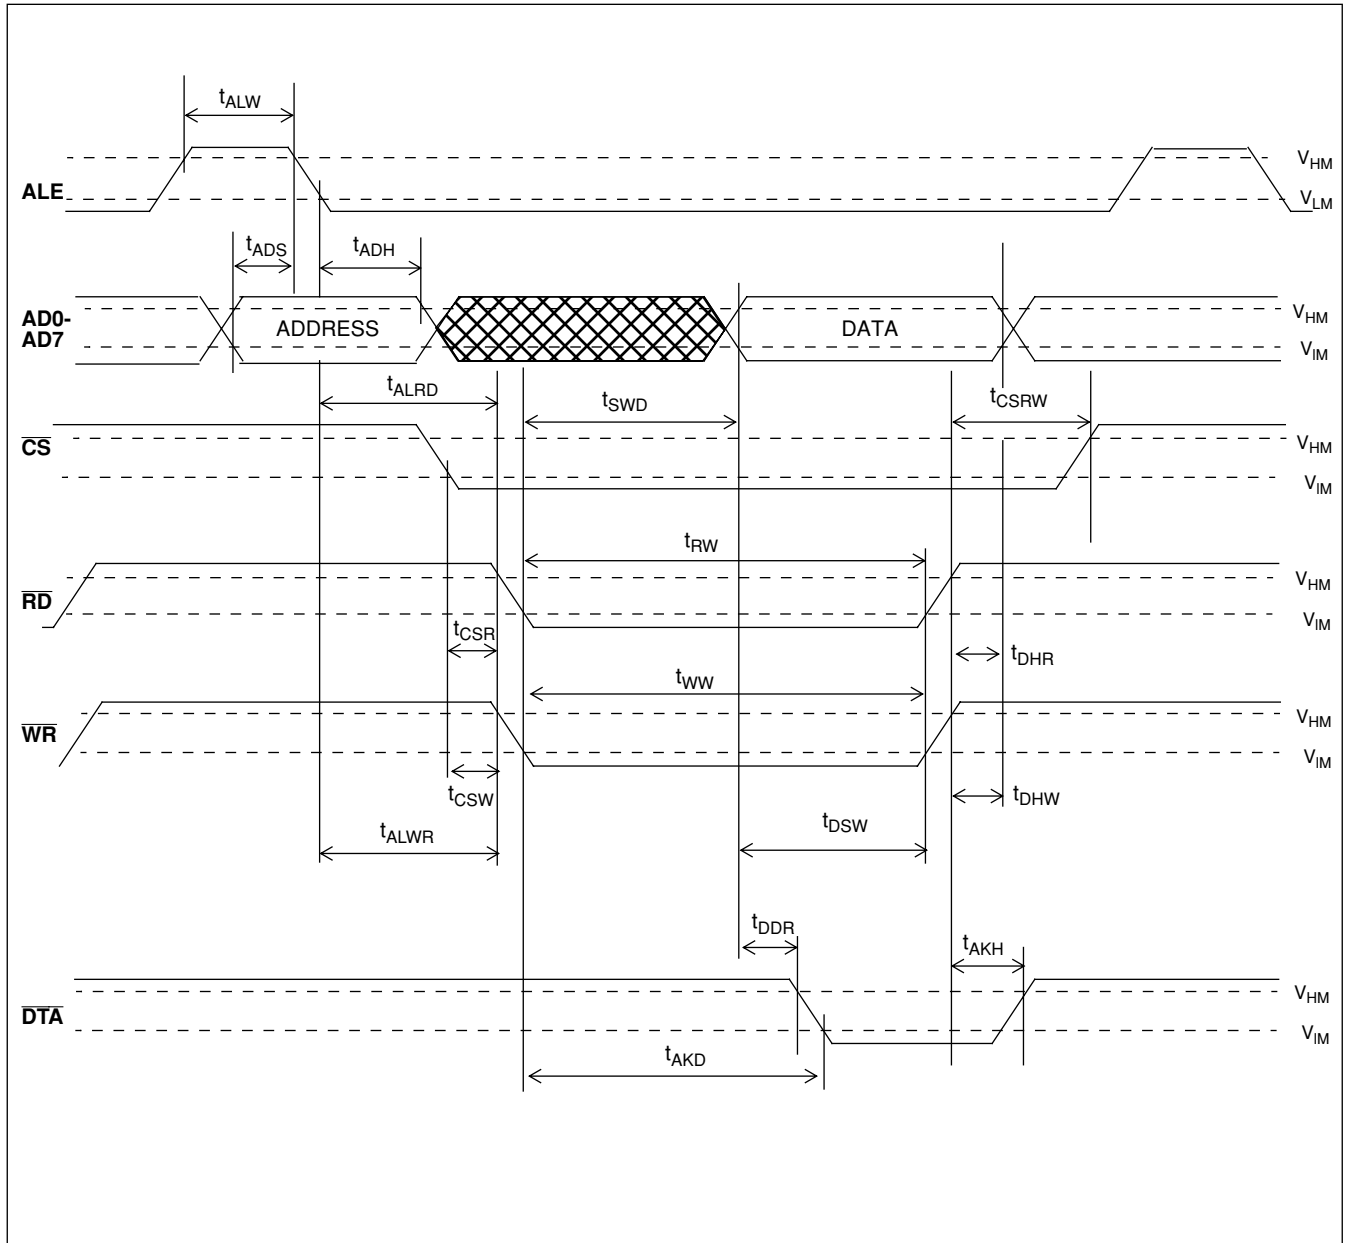 tALW
VHM
ALE
VLM
tADS
tADH
AD0-
AD7
ADDRESS
DATA
VHM
VIM
tALRD
tSWD
tCSRW
CS
VHM
VIM
tRW
RD
VHM
VIM
tCSR
tDHR
tWW
WR
VHM
VIM
tCSW
tDHW
tALWR
tDSW
tDDR
tAKH
DTA
VHM
VIM
tAKD